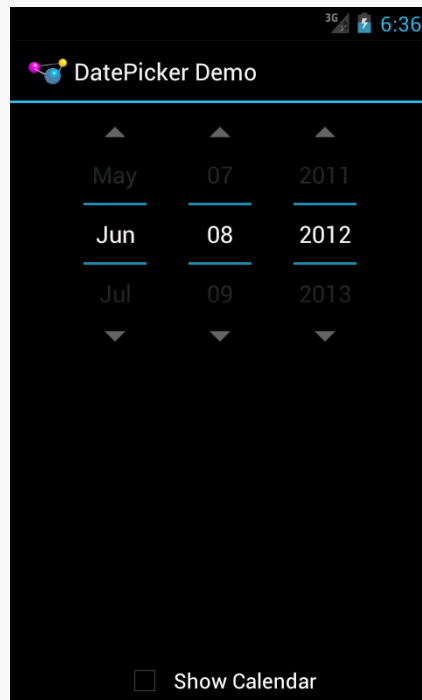 3G 6:36
DatePicker Demo
May 07 2011
Jun 08 2012
Jul 09 2013
Show Calendar